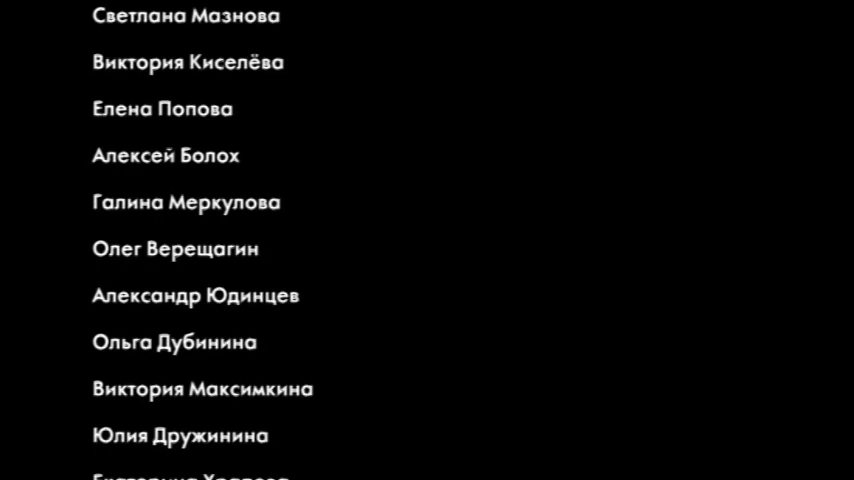 Светлана Мазнова
Виктория Киселёва
Елена Попова
Алексей Болох
Галина Меркулова
Олег Верещагин
Александр Юдинцев
Ольга Дубинина
Виктория Максимкина
Юлия Дружинина
Екатерина